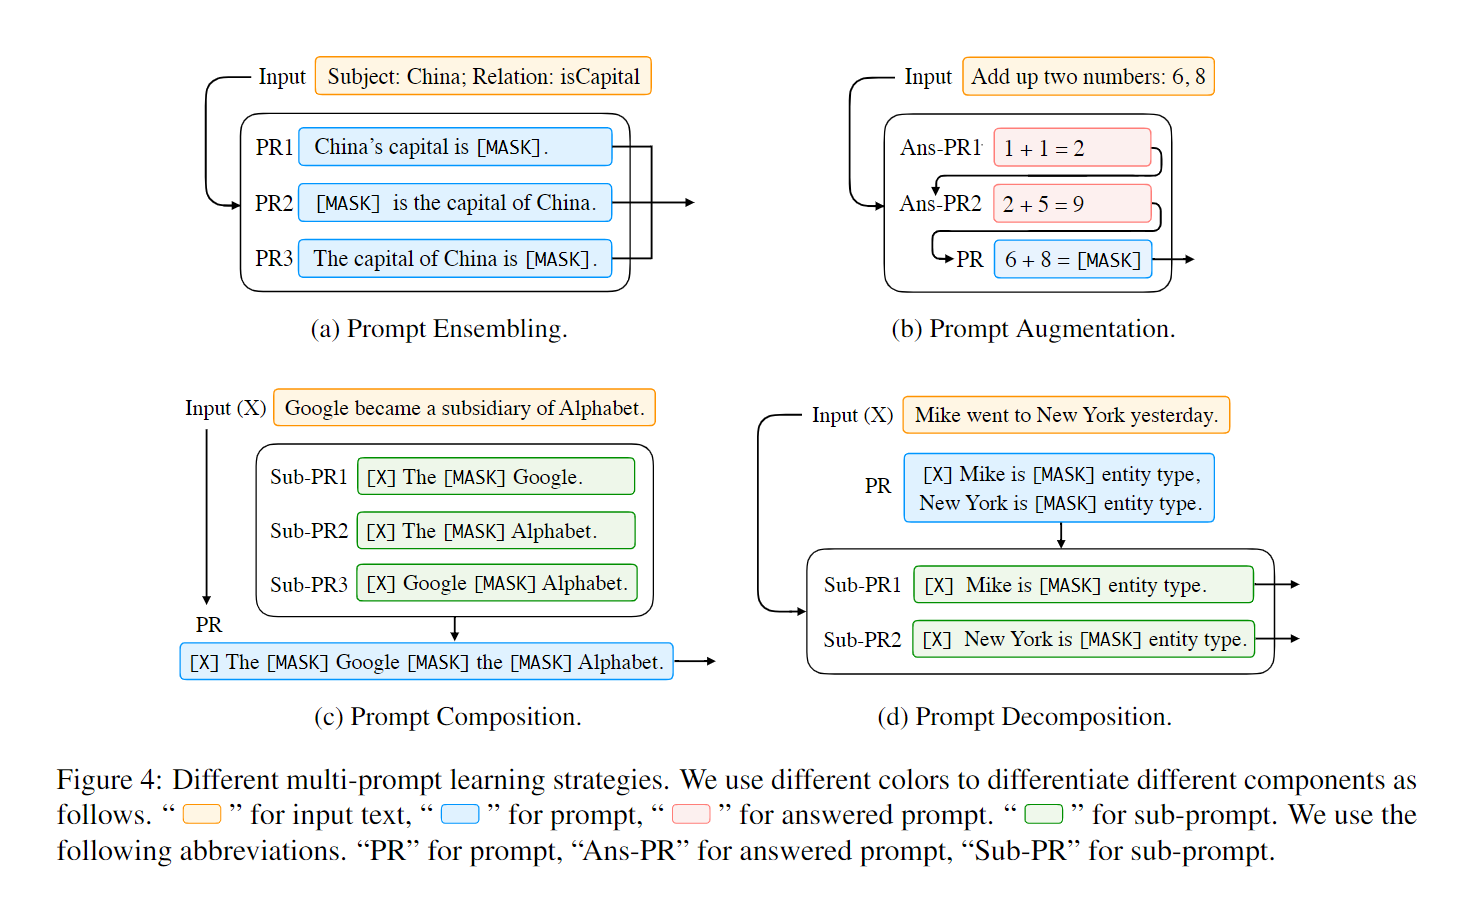 Input Subject: China; Relation: isCapital
PR1 China's capital is [MASK].
PR2 [MASK] is the capital of China.
PR3 The capital of China is [MASK].
(a) Prompt Ensembling.
Input Add up two numbers: 6, 8
Ans-PR1 1 + 1 = 2
Ans-PR2 2 + 5 = 9
PR 6 + 8 = [MASK]
(b) Prompt Augmentation.
Input (X) Google became a subsidiary of Alphabet.
Sub-PR1 [X] The [MASK] Google.
Sub-PR2 [X] The [MASK] Alphabet.
Sub-PR3 [X] Google [MASK] Alphabet.
PR
[X] The [MASK] Google [MASK] the [MASK] Alphabet.
(c) Prompt Composition.
Input (X) Mike went to New York yesterday.
PR [X] Mike is [MASK] entity type,
New York is [MASK] entity type.
Sub-PR1 [X] Mike is [MASK] entity type.
Sub-PR2 [X] New York is [MASK] entity type.
(d) Prompt Decomposition.
Figure 4: Different multi-prompt learning strategies. We use different colors to differentiate different components as
follows. “ ” for input text, “ ” for prompt, “ ” for answered prompt. “ ” for sub-prompt. We use the
following abbreviations. “PR” for prompt, “Ans-PR” for answered prompt, “Sub-PR” for sub-prompt.